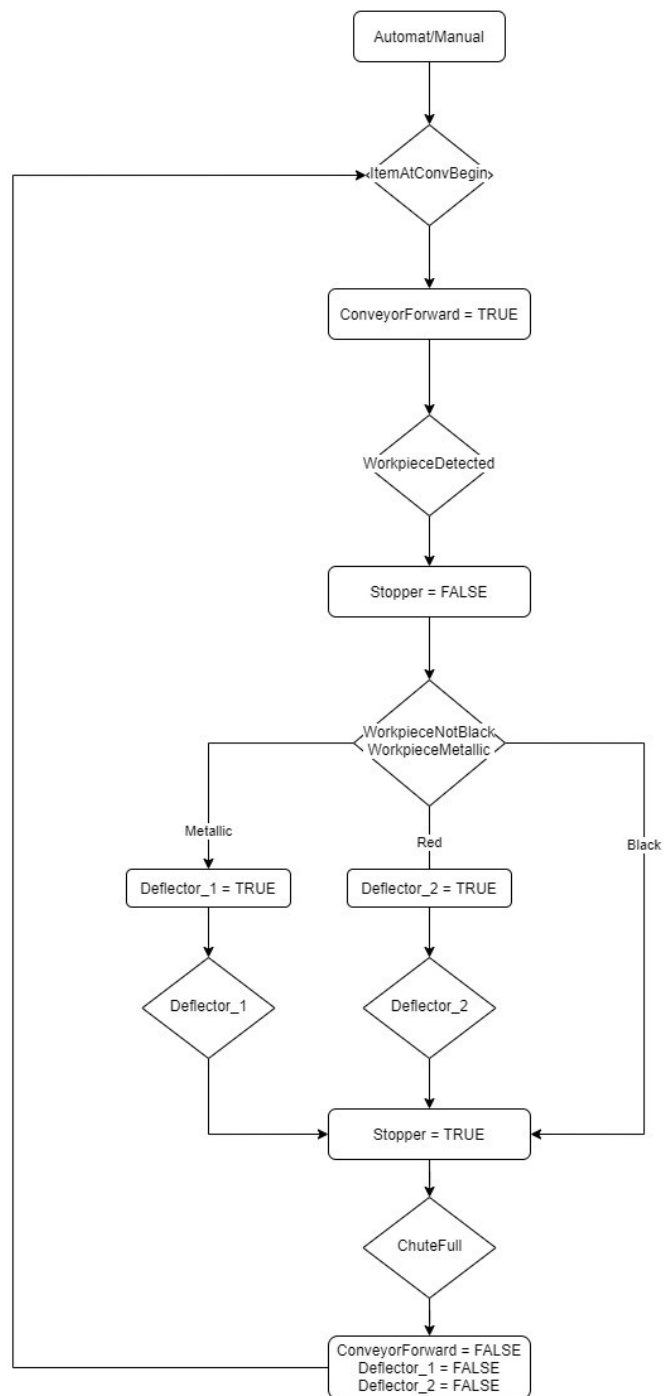 Automat/Manual
ItemAtConvBegin
ConveyorForward = TRUE
WorkpieceDetected
Stopper = FALSE
WorkpieceNotBlack
WorkpieceMetallic
Metallic
Red
Black
Deflector_1 = TRUE
Deflector_2 = TRUE
Deflector_1
Deflector_2
Stopper = TRUE
ChuteFull
ConveyorForward = FALSE
Deflector_1 = FALSE
Deflector_2 = FALSE